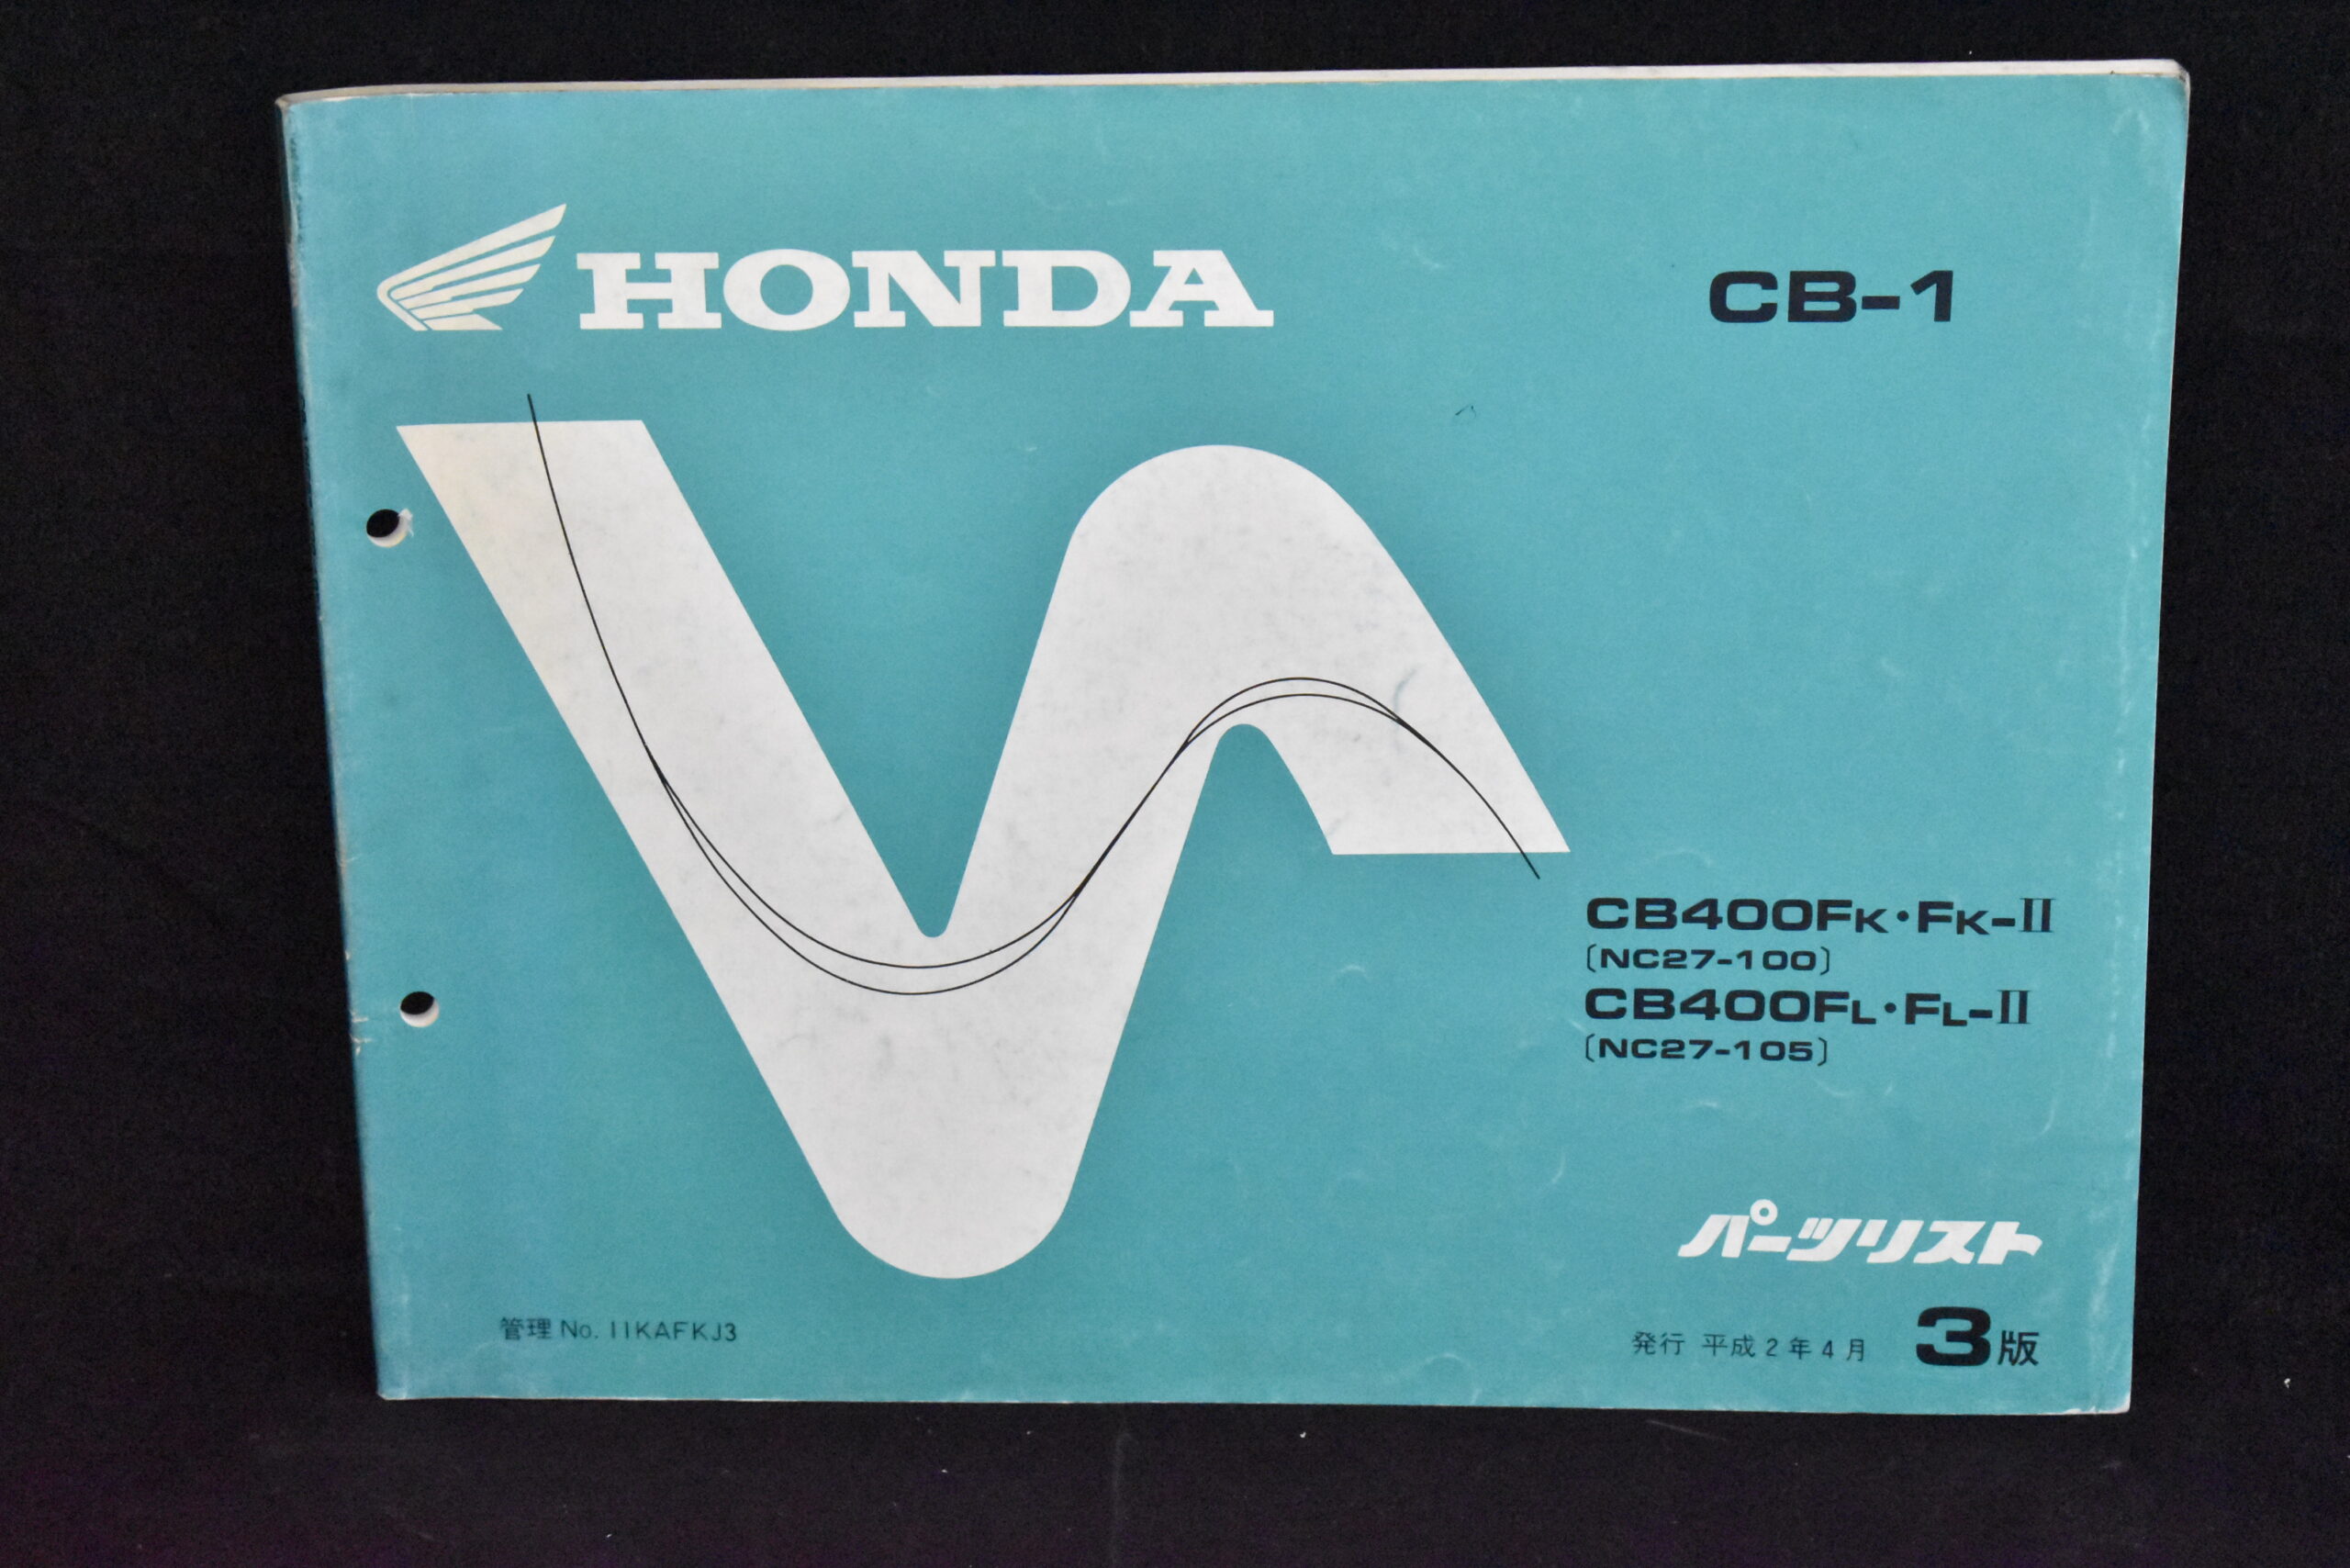 HONDA
CB-1
CB400FK・FK-II
〔NC27-100〕
CB400FL・FL-II
〔NC27-105〕
パーツリスト
管理 No. 11KAFKJ3
発行 平成2年4月 3版